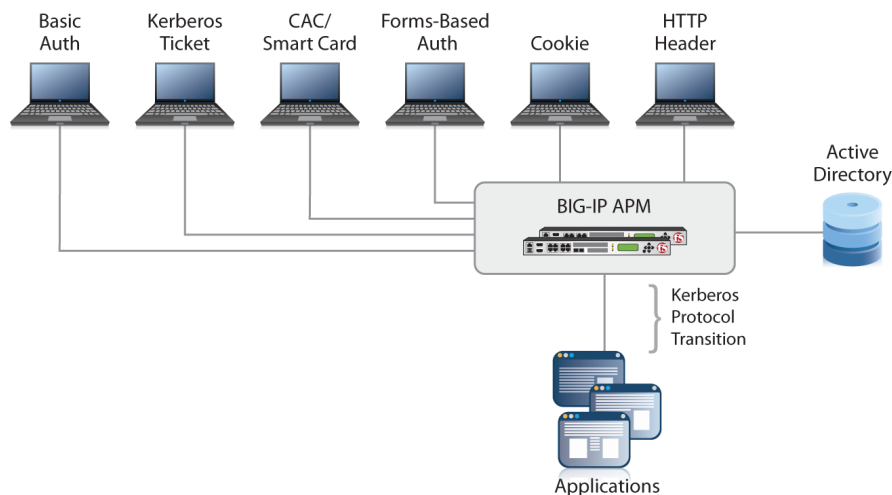 Basic
Auth
Kerberos
Ticket
CAC/
Smart Card
Forms-Based
Auth
Cookie
HTTP
Header
Active
Directory
BIG-IP APM
Kerberos
Protocol
Transition
Applications